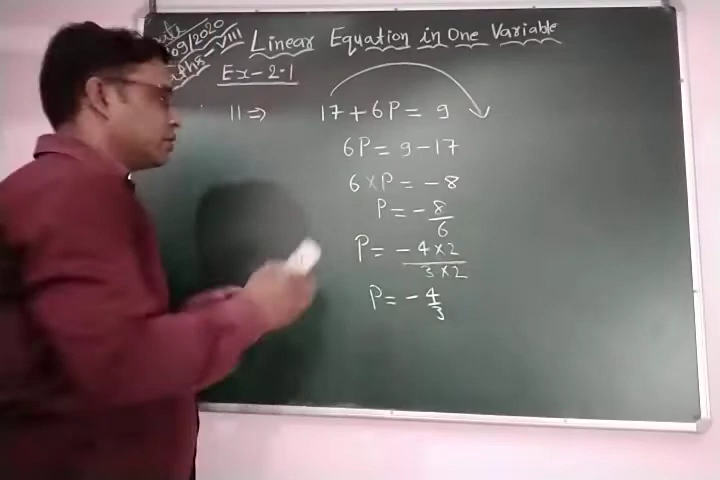 Date
09/2020
Maths - VIII
Linear Equation in One Variable
Ex-2.1
11⇒ 17+6P= 9
6P= 9-17
6×P = -8
P= -8/6
P= -4×2/3×2
P= -4/3